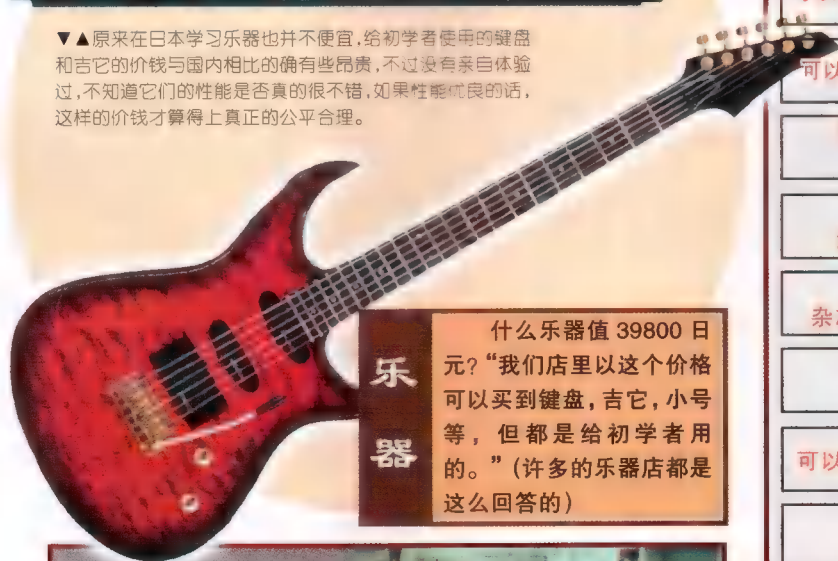 ▼▲原来在日本学习乐器也并不便宜,给初学者使用的键盘
和吉它的价钱与国内相比的确有些昂贵,不过没有亲自体验
过,不知道它们的性能是否真的很不错,如果性能优良的话,
这样的价钱才算得上真正的公平合理。
乐器
什么乐器值 39800 日
元?“我们店里以这个价格
可以买到键盘,吉它,小号
等,但都是给初学者用
的。”(许多的乐器店都是
这么回答的)
可以
杂
可以